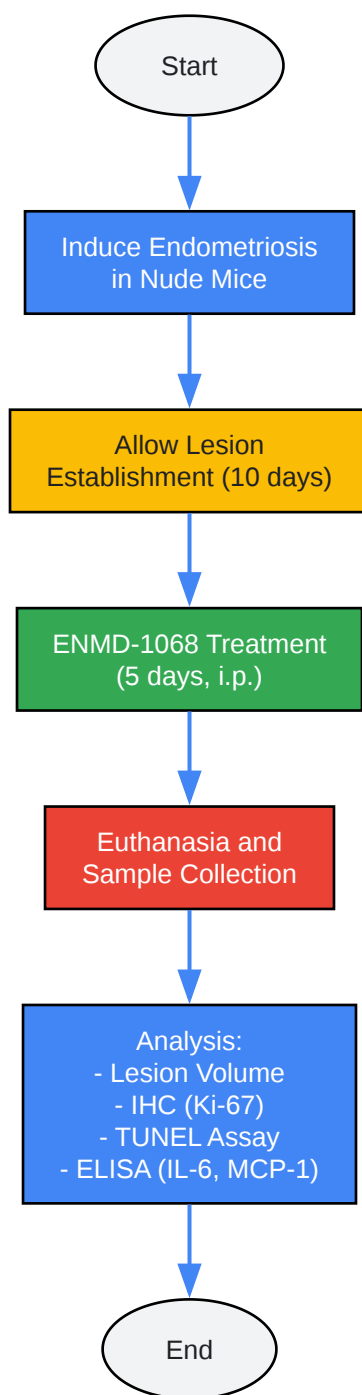 Start
Induce Endometriosis
in Nude Mice
Allow Lesion
Establishment (10 days)
ENMD-1068 Treatment
(5 days, i.p.)
Euthanasia and
Sample Collection
Analysis:
- Lesion Volume
- IHC (Ki-67)
- TUNEL Assay
- ELISA (IL-6, MCP-1)
End